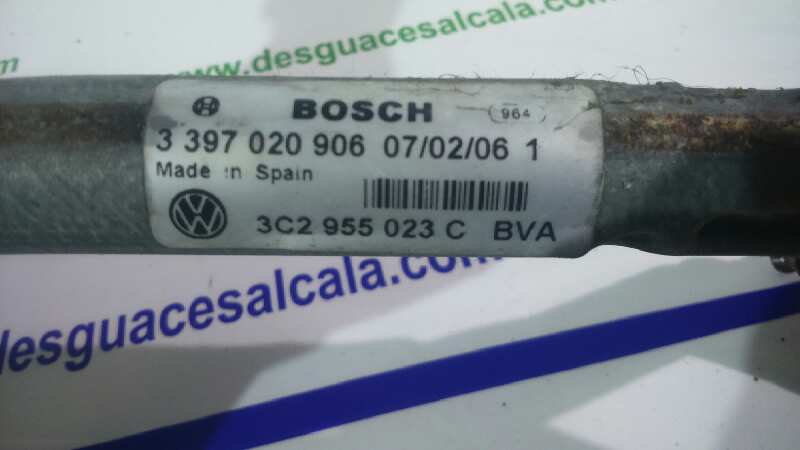 www.desguacesalcala.com
om
BOSCH 964
3 397 020 906 07/02/06 1
Made in Spain
3C2 955 023 C BVA
desguacesalcala.com